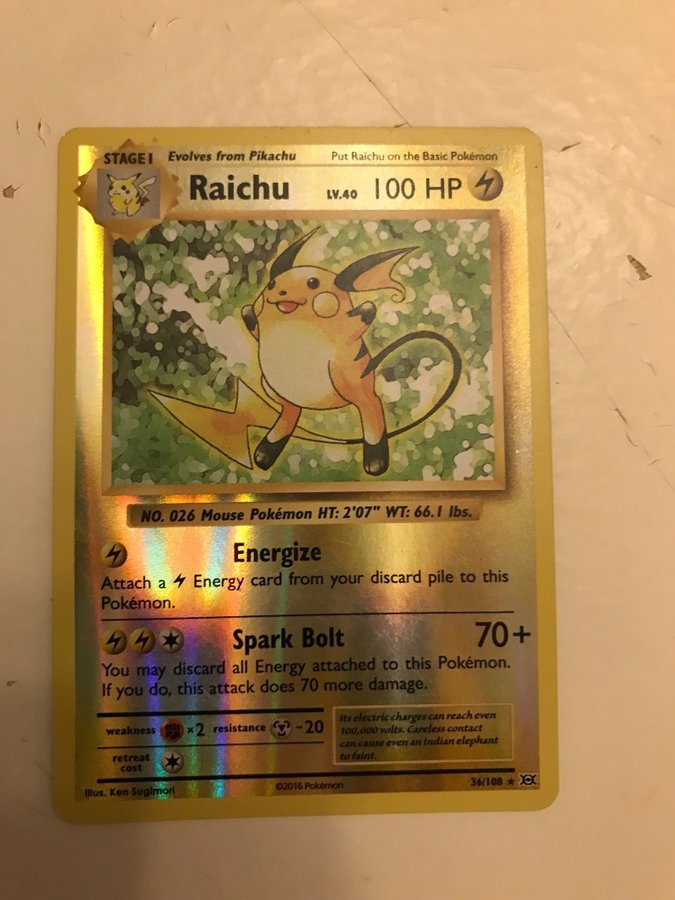 STAGE 1 Evolves from Pikachu Put Raichu on the Basic Pokémon
Raichu LV.40 100 HP
NO. 026 Mouse Pokémon HT: 2'07" WT: 66.1 lbs.
Energize
Attach a Energy card from your discard pile to this
Pokémon.
Spark Bolt 70+
You may discard all Energy attached to this Pokémon.
If you do, this attack does 70 more damage.
weakness ×2 resistance -20
retreat
cost
Its electric charges can reach even
100,000 volts. Careless contact
can cause even an Indian elephant
to faint.
Illus. Ken Sugimori ©2016 Pokémon 36/108 ★